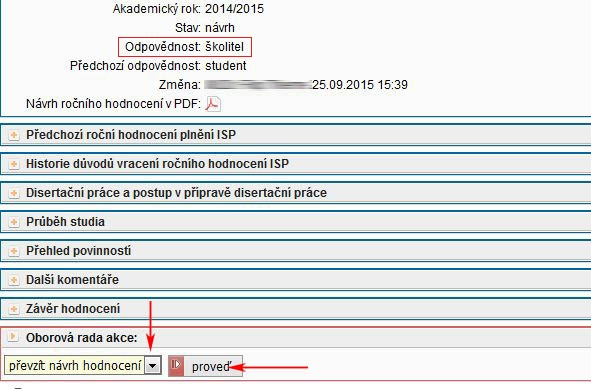 Akademický rok: 2014/2015
Stav: návrh
Odpovědnost: školitel
Předchozí odpovědnost: student
Změna: 25.09.2015 15:39
Návrh ročního hodnocení v PDF:
Předchozí roční hodnocení plnění ISP
Historie důvodů vracení ročního hodnocení ISP
Disertační práce a postup v přípravě disertační práce
Průběh studia
Přehled povinností
Další komentáře
Závěr hodnocení
Oborová rada akce:
převzít návrh hodnocení
proveď